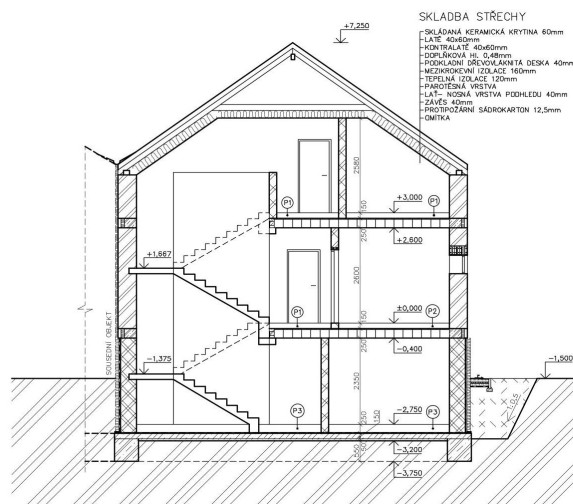 SKLADBA STŘECHY
SKLÁDANÁ KERAMICKÁ KRYTINA 60mm
LATĚ 40x60mm
KONTRALATĚ 40x60mm
DOPLŇKOVÁ HI. 0,48mm
PODKLADNÍ DŘEVOVLÁKNITÁ DESKA 40mm
MEZIKROKEVNÍ IZOLACE 160mm
TEPELNÁ IZOLACE 120mm
PAROTĚSNÁ VRSTVA
LAŤ- NOSNÁ VRSTVA PODHLEDU 40mm
ZÁVĚS 40mm
PROTIPOŽÁRNÍ SÁDROKARTON 12,5mm
OMÍTKA
+7,250
2580
150
P1
+3,000
P1
250
+2,600
+1,667
2600
150
P1
±0,000
P2
250
-0,400
SOUSEDNÍ OBJEKT
-1,375
-1,500
2350
1:0,5
250
150
P3
-2,750
P3
-3,200
550
-3,750